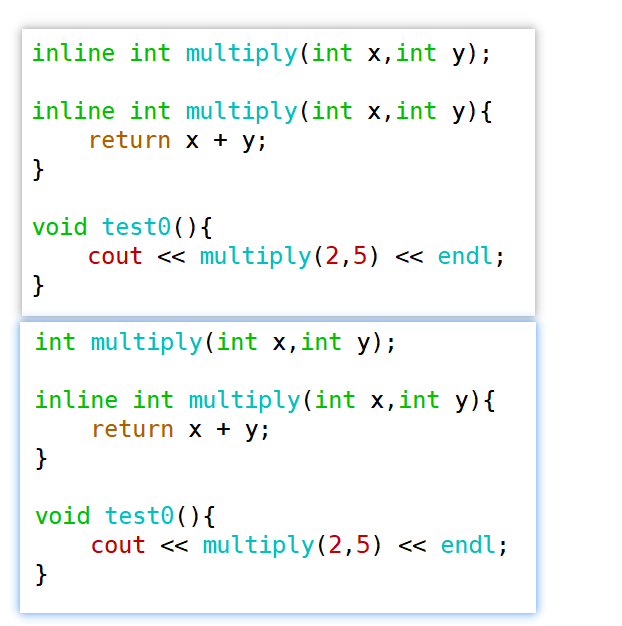 inline int multiply(int x,int y);
inline int multiply(int x,int y){
    return x + y;
}
void test0(){
    cout << multiply(2,5) << endl;
}
int multiply(int x,int y);
inline int multiply(int x,int y){
    return x + y;
}
void test0(){
    cout << multiply(2,5) << endl;
}